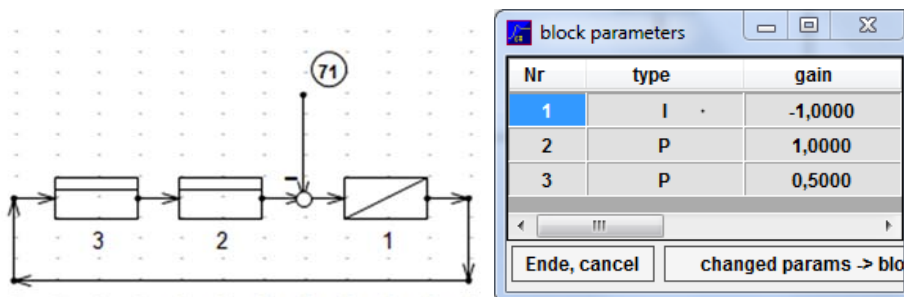 71
3
2
1
block parameters
Nr type gain
1 I -1,0000
2 P 1,0000
3 P 0,5000
Ende, cancel changed params -> blo